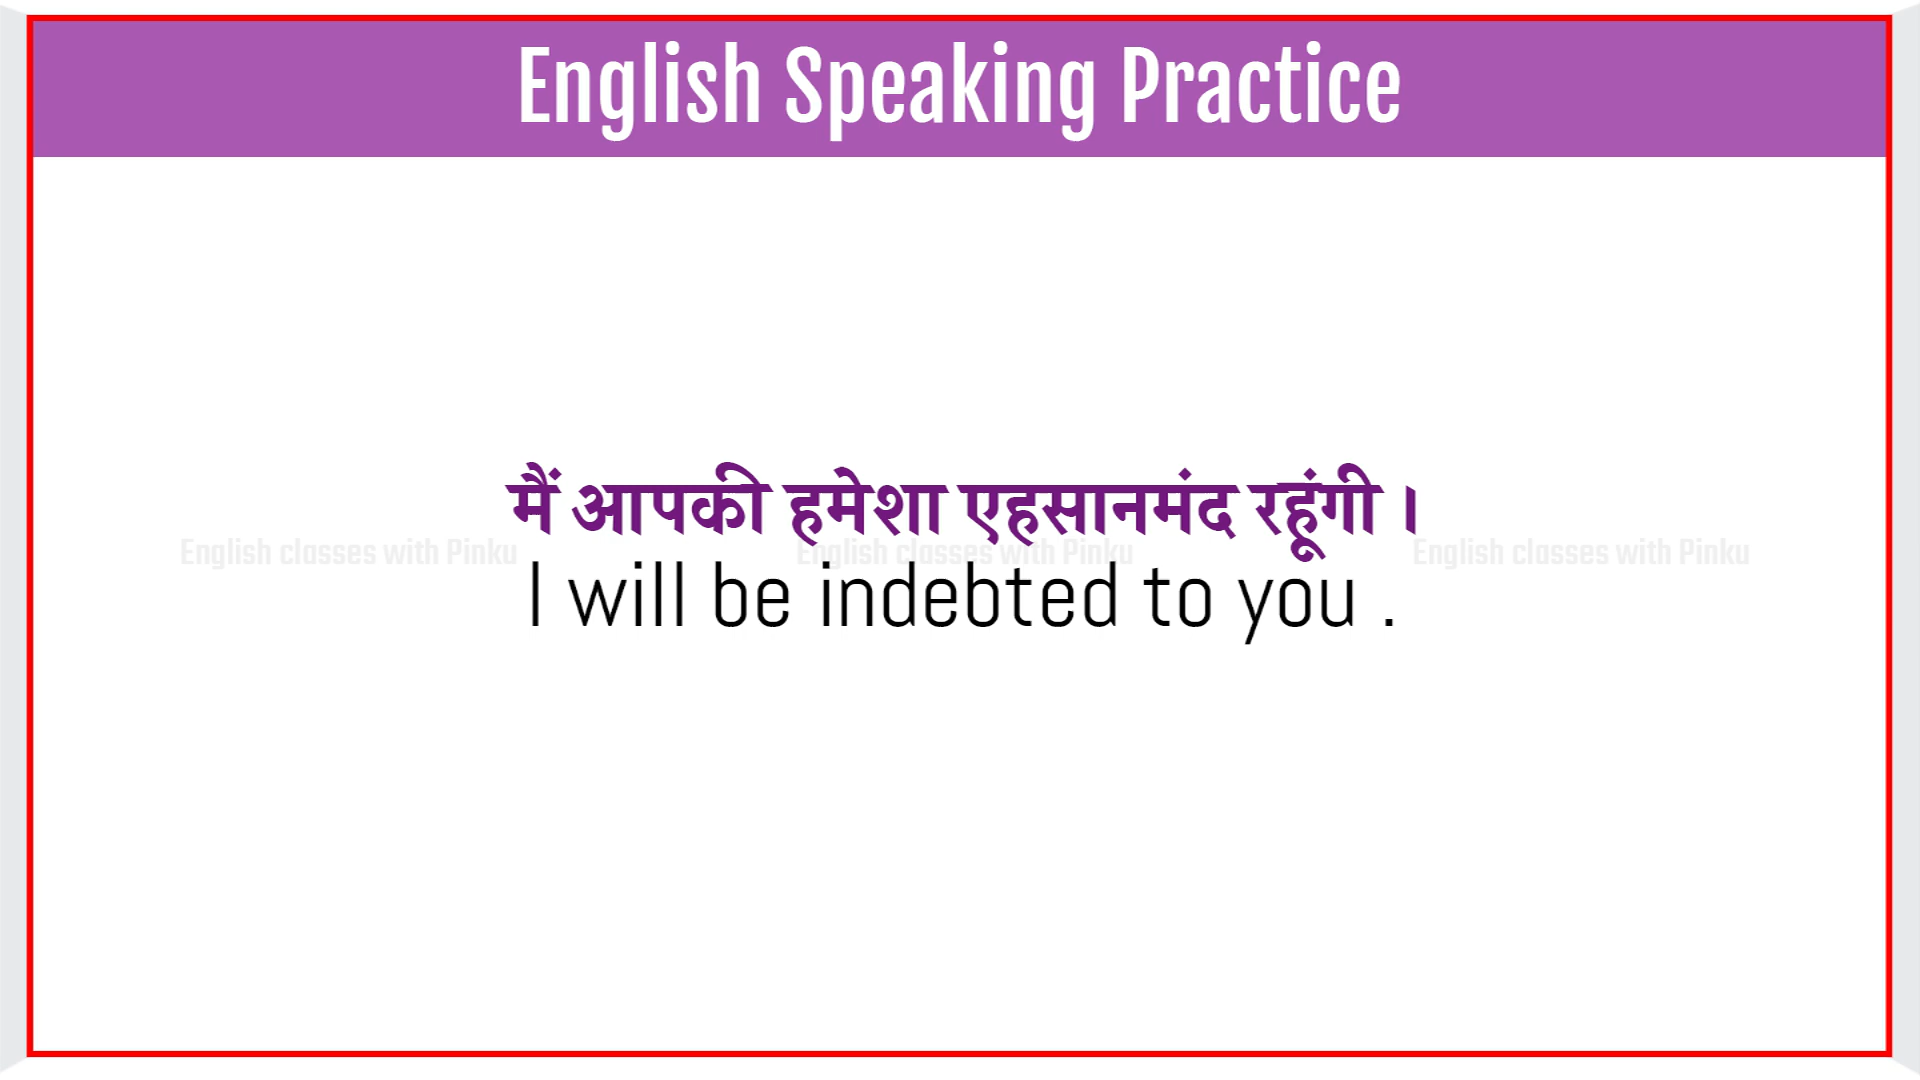 English Speaking Practice
मैं आपकी हमेशा एहसानमंद रहूंगी ।
English classes with Pinku English classes with Pinku English classes with Pinku
I will be indebted to you .